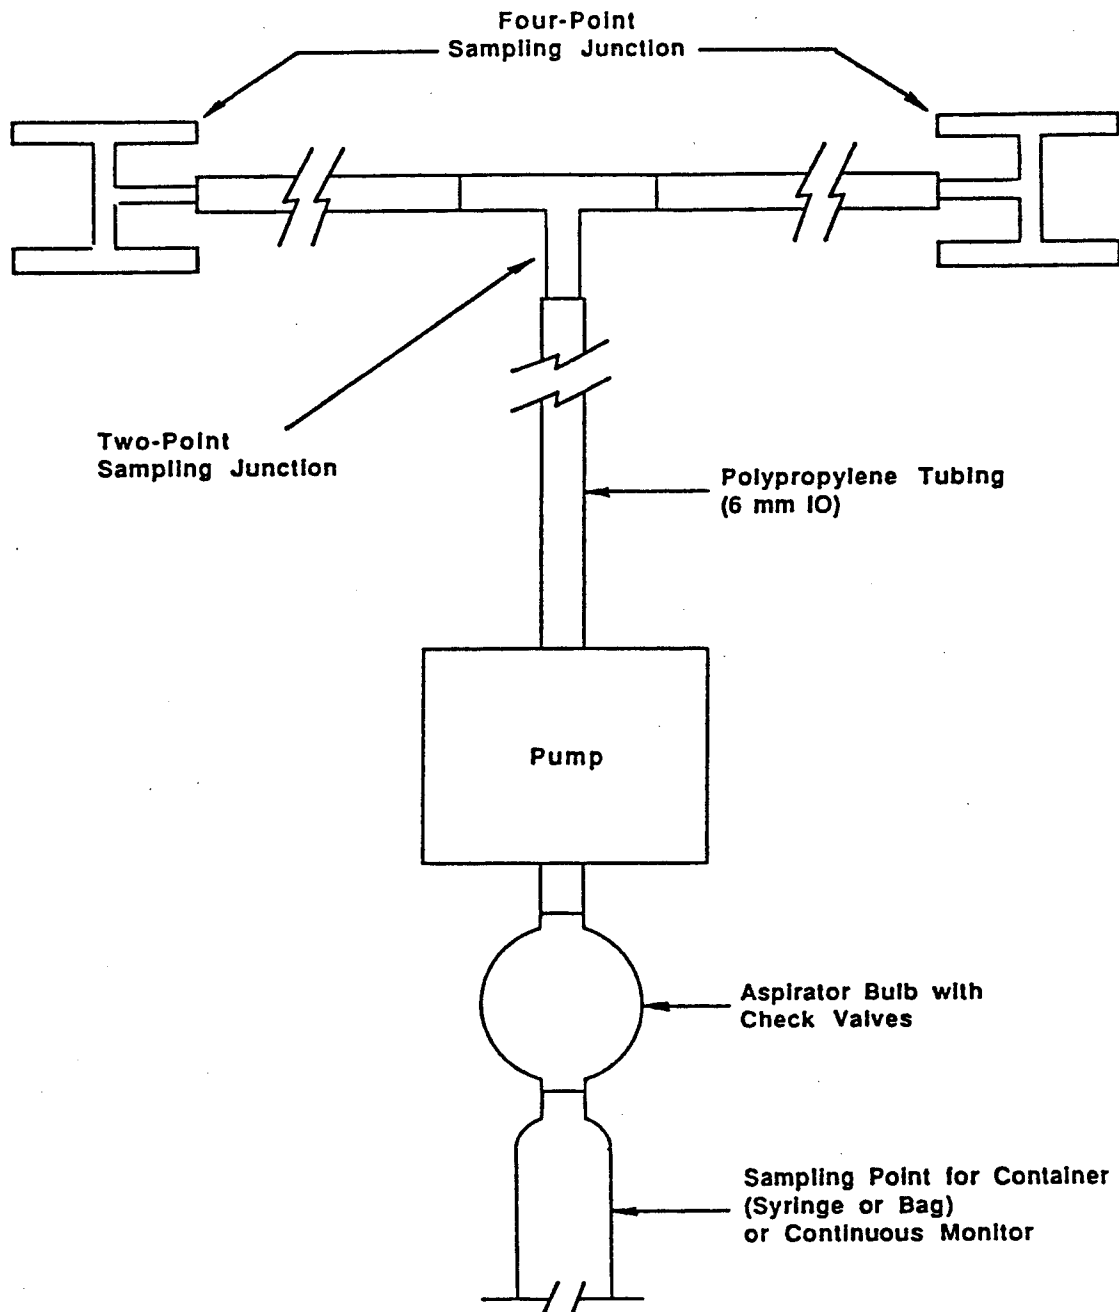 Four-Point
Sampling Junction
Two-Point
Sampling Junction
Polypropylene Tubing
(6 mm IO)
Pump
Aspirator Bulb with
Check Valves
Sampling Point for Container
(Syringe or Bag)
or Continuous Monitor